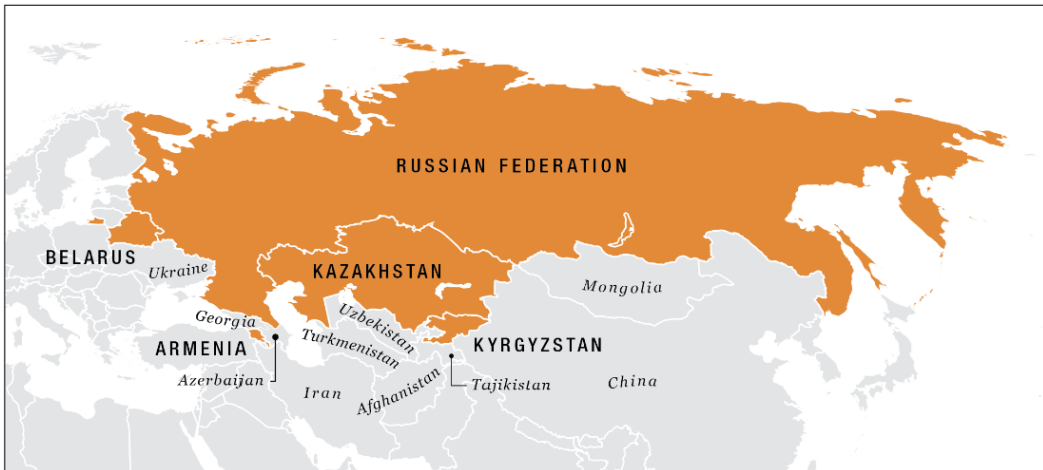 RUSSIAN FEDERATION
BELARUS
Ukraine
KAZAKHSTAN
Mongolia
Georgia
Uzbekistan
Turkmenistan
ARMENIA
KYRGYZSTAN
Azerbaijan
Iran
Afghanistan
Tajikistan
China